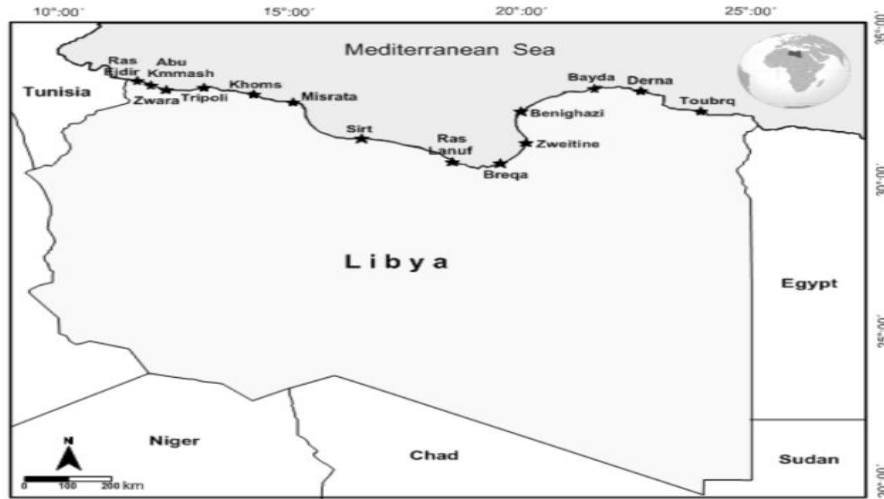 10°:00' 15°:00' 20°:00' 25°:00'
35°:00'
Mediterranean Sea
Ras
Ejdir
Abu
Kmmash
Bayda
Derna
Tunisia
Zwara
Tripoli
Khoms
Misrata
Toubrq
Benighazi
Sirt
Ras
Lanuf
Zweitine
Breqa
30°:00'
Libya
Egypt
25°:00'
Niger
Chad
Sudan
N
0 100 200 km
20°:00'